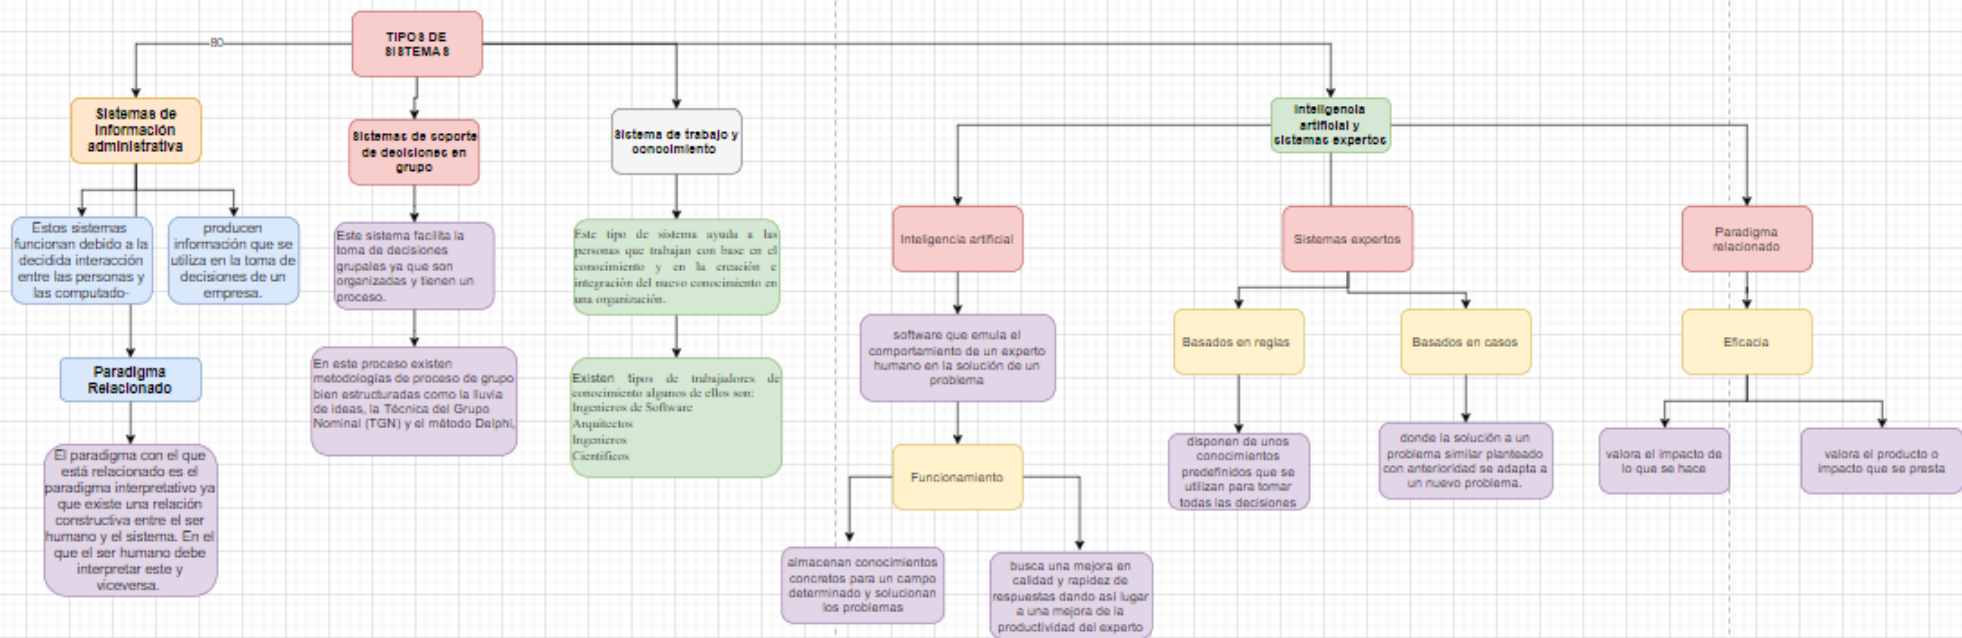 TIPOS DE
SISTEMAS
80
Sistemas de
información
administrativa
Estos sistemas
funcionan debido a la
decidida interacción
entre las personas y
las computado-
producen
información que se
utiliza en la toma de
decisiones de un
empresa.
Paradigma
Relacionado
El paradigma con el que
está relacionado es el
paradigma interpretativo ya
que existe una relación
constructiva entre el ser
humano y el sistema. En el
que el ser humano debe
interpretar este y
viceversa.
Sistemas de soporte
de decisiones en
grupo
Este sistema facilita la
toma de decisiones
grupales ya que son
organizadas y tienen un
proceso.
En este proceso existen
metodologías de proceso de grupo
bien estructuradas como la lluvia
de ideas, la Técnica del Grupo
Nominal (TGN) y el método Delphi,
Sistema de trabajo y
conocimiento
Este tipo de sistema ayuda a las
personas que trabajan con base en el
conocimiento y en la creación e
integración del nuevo conocimiento en
una organización.
Existen tipos de trabajadores de
conocimiento algunos de ellos son:
Ingenieros de Software
Arquitectos
Ingenieros
Científicos
Inteligencia
artificial y
sistemas expertos
Inteligencia artificial
software que emula el
comportamiento de un experto
humano en la solución de un
problema
Funcionamiento
almacenan conocimientos
concretos para un campo
determinado y solucionan
los problemas
busca una mejora en
calidad y rapidez de
respuestas dando así lugar
a una mejora de la
productividad del experto
Sistemas expertos
Basados en reglas
disponen de unos
conocimientos
predefinidos que se
utilizan para tomar
todas las decisiones
Basados en casos
donde la solución a un
problema similar planteado
con anterioridad se adapta a
un nuevo problema.
Paradigma
relacionado
Eficacia
valora el impacto de
lo que se hace
valora el producto o
impacto que se presta